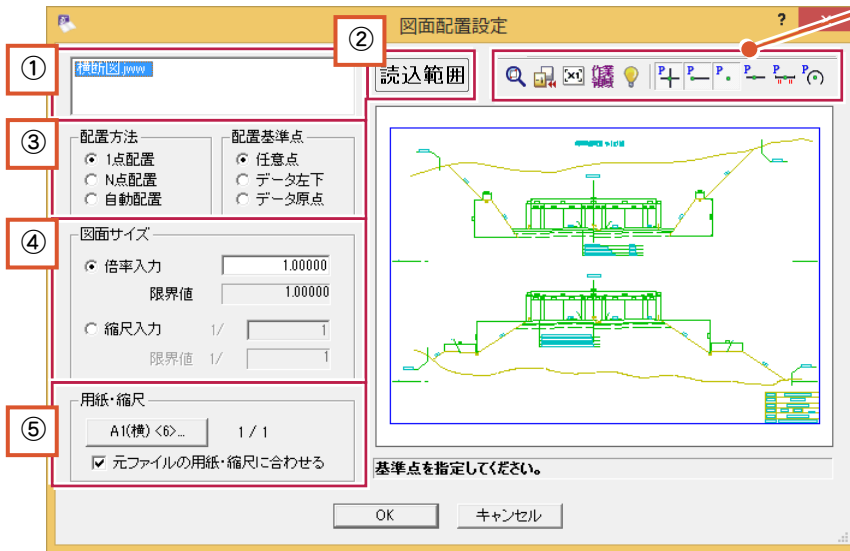 図面配置設定
?
①
横断図.jww
②
読込範囲
作業
P P P P P P
③
配置方法
1点配置
N点配置
自動配置
配置基準点
任意点
データ左下
データ原点
④
図面サイズ
倍率入力 1.00000
限界値 1.00000
縮尺入力 1/ 1
限界値 1/ 1
⑤
用紙・縮尺
A1(横) <6>... 1 / 1
元ファイルの用紙・縮尺に合わせる
基準点を指定してください。
OK キャンセル